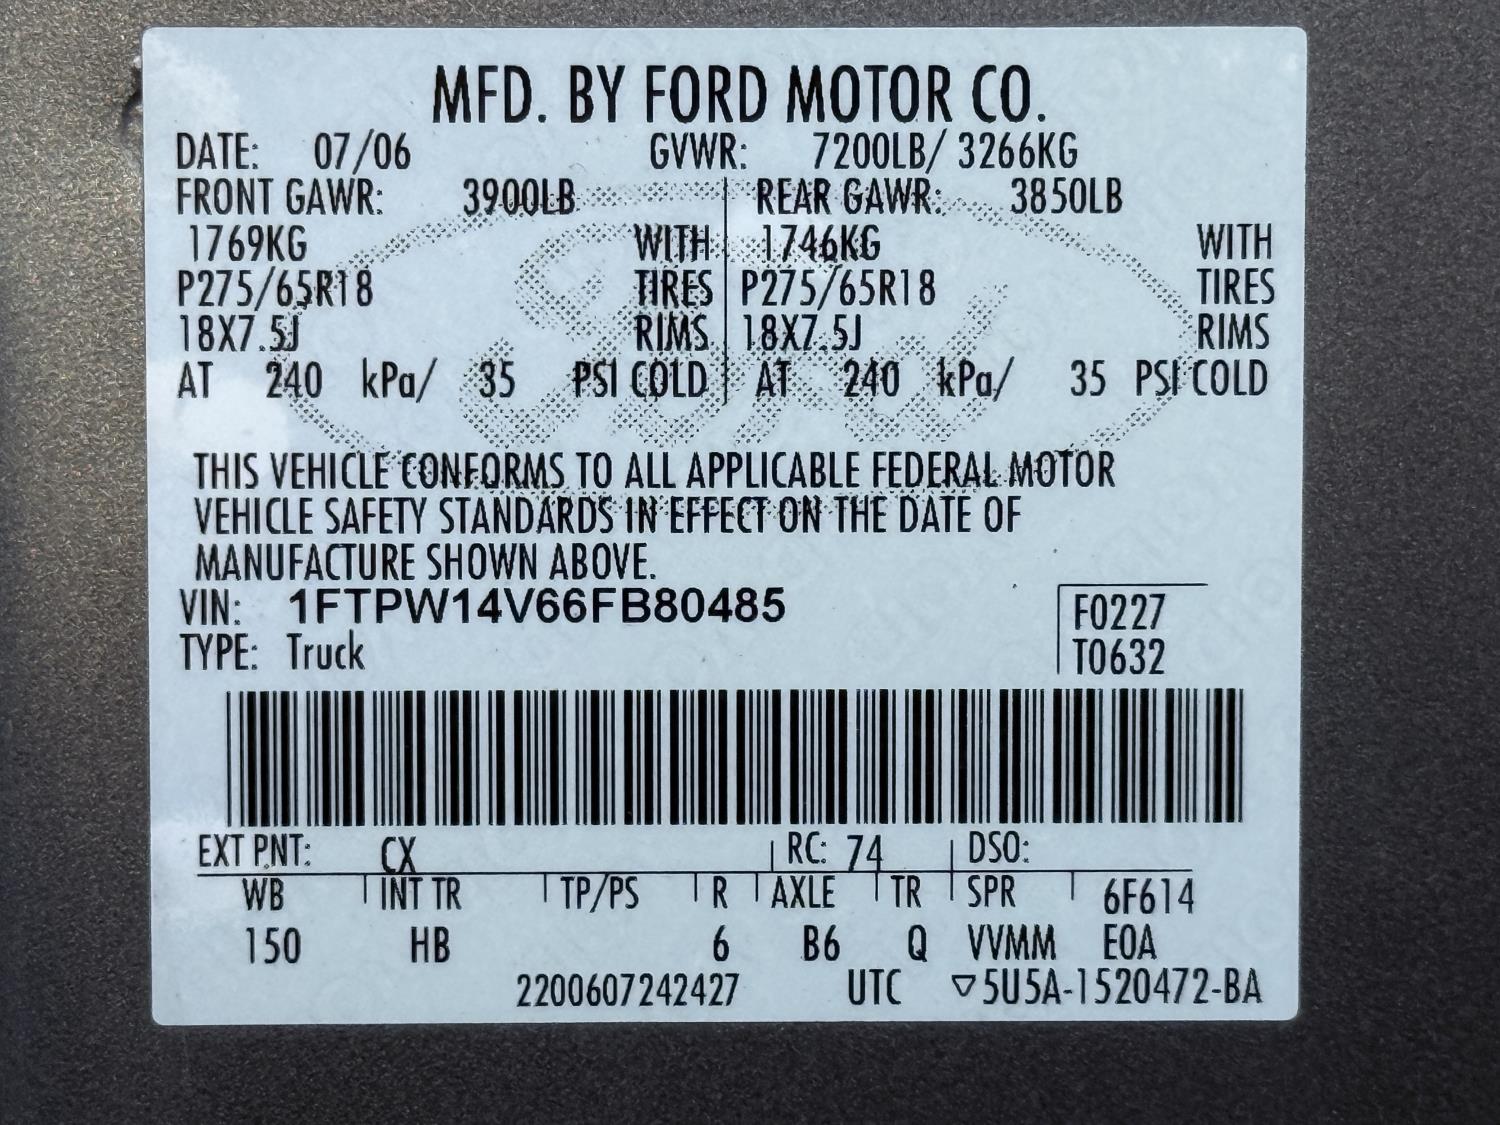 MFD. BY FORD MOTOR CO.
DATE: 07/06 GVWR: 7200LB/ 3266KG
FRONT GAWR: 3900LB REAR GAWR: 3850LB
1769KG WITH 1746KG WITH
P275/65R18 TIRES P275/65R18 TIRES
18X7.5J RIMS 18X7.5J RIMS
AT 240 kPa/ 35 PSI COLD AT 240 kPa/ 35 PSI COLD
THIS VEHICLE CONFORMS TO ALL APPLICABLE FEDERAL MOTOR
VEHICLE SAFETY STANDARDS IN EFFECT ON THE DATE OF
MANUFACTURE SHOWN ABOVE.
VIN: 1FTPW14V66FB80485 F0227
TYPE: Truck T0632
EXT PNT: CX RC: 74 DSO:
WB INT TR TP/PS R AXLE TR SPR 6F614
150 HB 6 B6 Q VVMM EOA
2200607242427 UTC ▽5U5A-1520472-BA